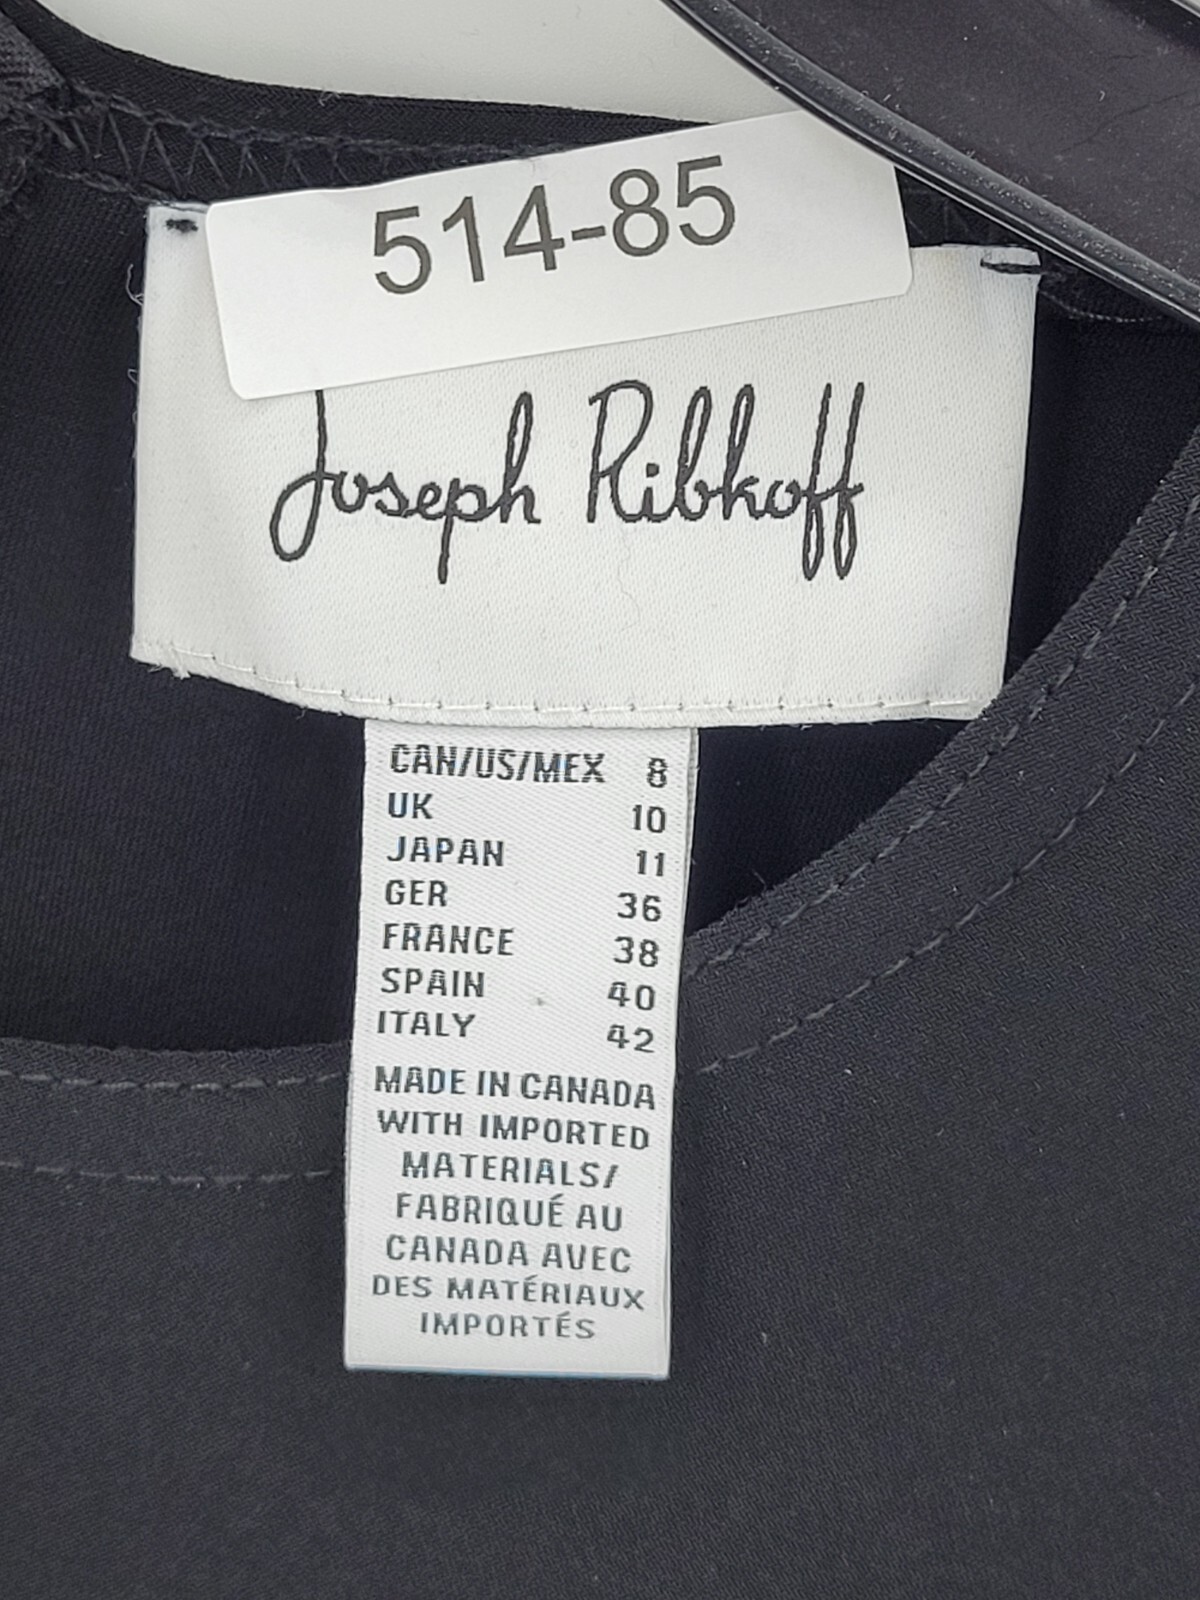 514-85
Joseph Ribkoff
CAN/US/MEX 8
UK 10
JAPAN 11
GER 36
FRANCE 38
SPAIN 40
ITALY 42
MADE IN CANADA
WITH IMPORTED
MATERIALS/
FABRIQUÉ AU
CANADA AVEC
DES MATÉRIAUX
IMPORTÉS